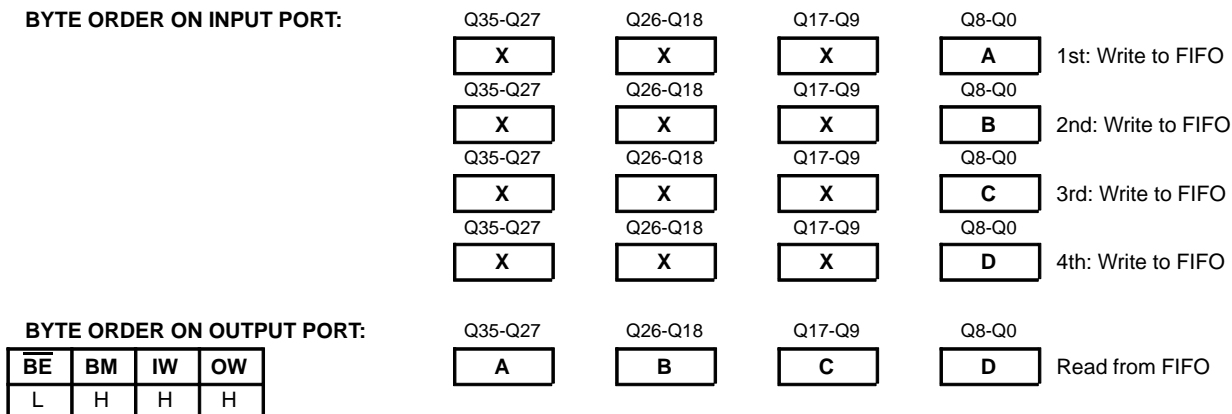 BYTE ORDER ON INPUT PORT: Q35-Q27 Q26-Q18 Q17-Q9 Q8-Q0
X X X A 1st: Write to FIFO
Q35-Q27 Q26-Q18 Q17-Q9 Q8-Q0
X X X B 2nd: Write to FIFO
Q35-Q27 Q26-Q18 Q17-Q9 Q8-Q0
X X X C 3rd: Write to FIFO
Q35-Q27 Q26-Q18 Q17-Q9 Q8-Q0
X X X D 4th: Write to FIFO
BYTE ORDER ON OUTPUT PORT: Q35-Q27 Q26-Q18 Q17-Q9 Q8-Q0
B̅E̅ BM IW OW A B C D Read from FIFO
L H H H